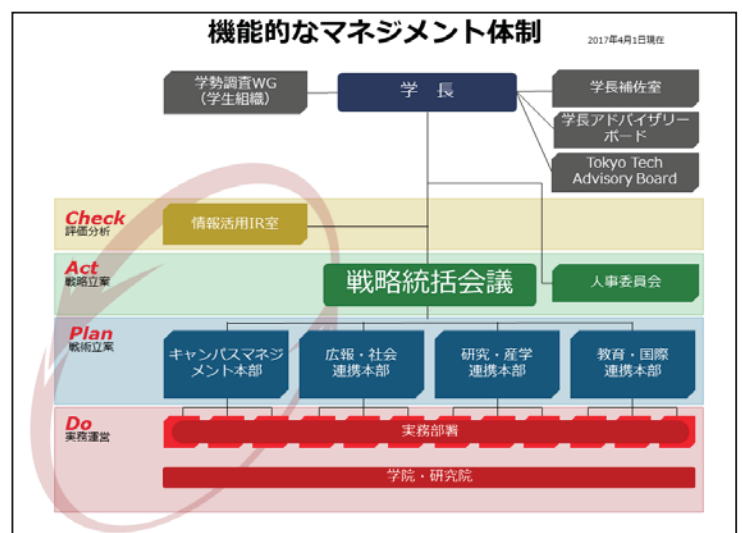 機能的なマネジメント体制
2017年4月1日現在
学勢調査WG
(学生組織)
学 長
学長補佐室
学長アドバイザリー
ボード
Tokyo Tech
Advisory Board
Check
評価分析
情報活用IR室
Act
戦略立案
戦略統括会議
人事委員会
Plan
戦術立案
キャンパスマネジ
メント本部
広報・社会
連携本部
研究・産学
連携本部
教育・国際
連携本部
Do
実務運営
実務部署
学院・研究院